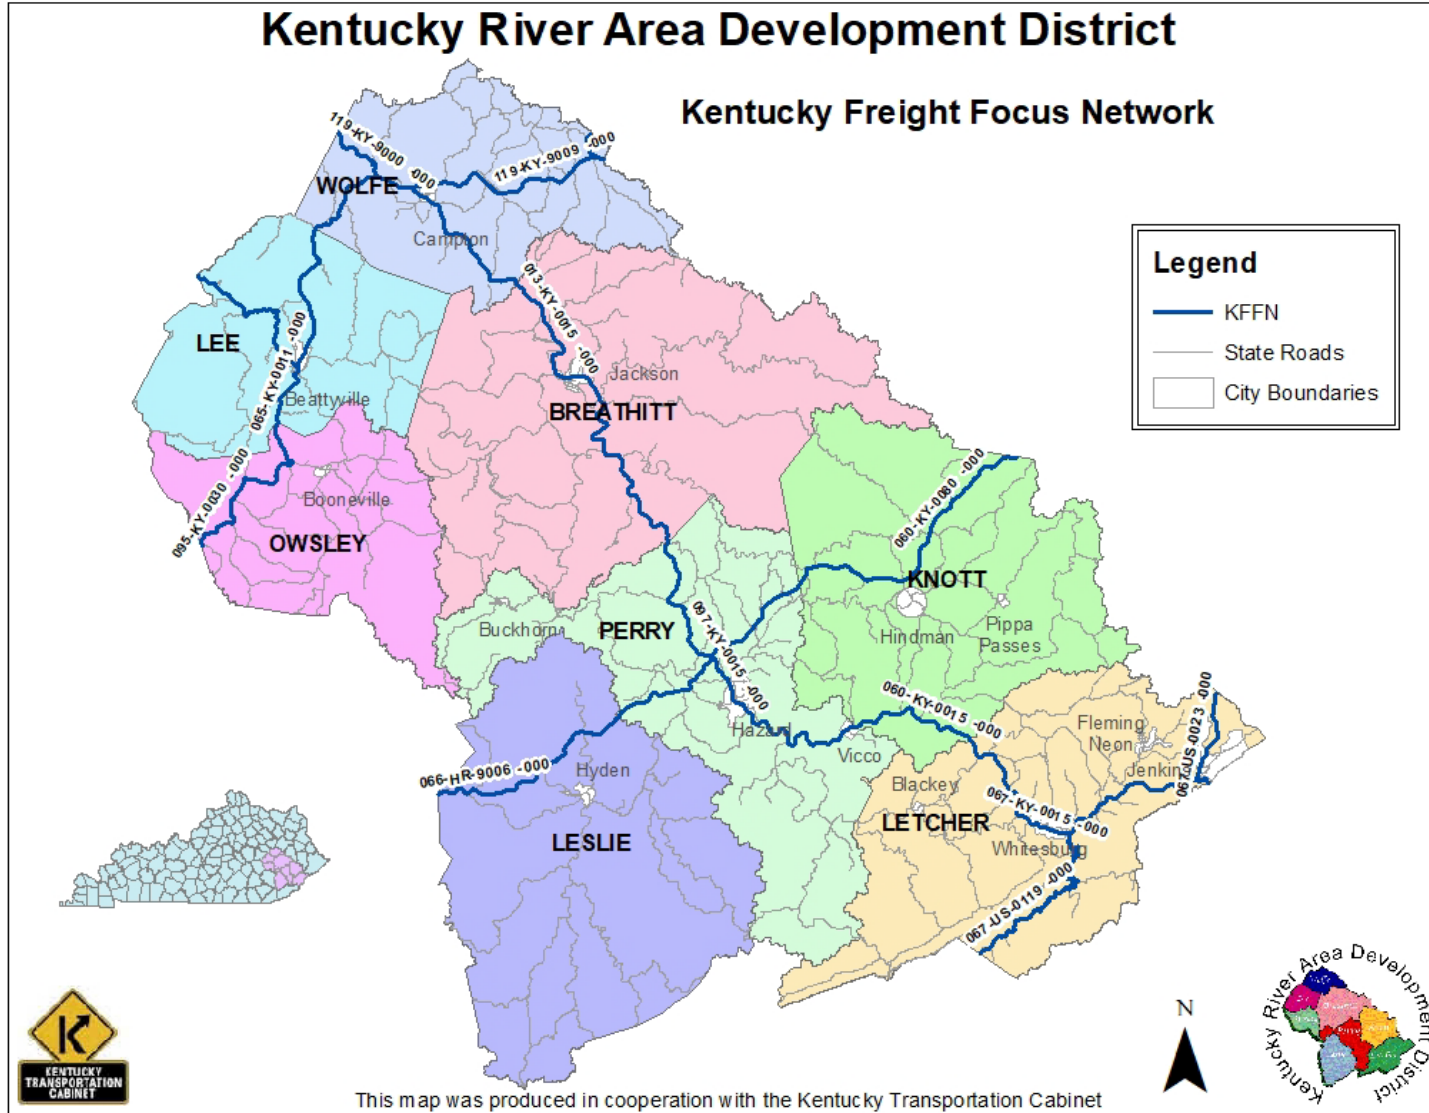 Kentucky River Area Development District
Kentucky Freight Focus Network
119-KY-9000 -000
119-KY-9009 -000
WOLFE
Campton
013-KY-0015 -000
Legend
KFFN
State Roads
City Boundaries
LEE
065-KY-0011 -000
Beattyville
Jackson
BREATHITT
095-KY-0030 -000
Booneville
OWSLEY
060-KY-0080 -000
KNOTT
Hindman
Pippa
Passes
Buckhorn
PERRY
097-KY-0015 -000
Hazard
Vicco
060-KY-0015 -000
Fleming
Neon
Jenkins
067-US-0023 -000
066-HR-9006 -000
Hyden
LESLIE
Blackey
LETCHER
067-KY-0015 -000
Whitesburg
067-US-0119 -000
KENTUCKY
TRANSPORTATION
CABINET
N
Kentucky River Area Development District
This map was produced in cooperation with the Kentucky Transportation Cabinet